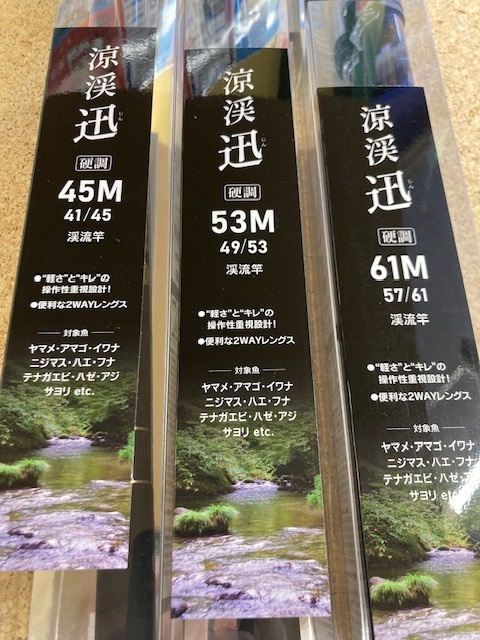 涼渓 迅
じん
硬調
45M
41/45
渓流竿
●“軽さ”と“キレ”の
操作性重視設計!
●便利な2WAYレングス
対象魚
ヤマメ・アマゴ・イワナ
ニジマス・ハエ・フナ
テナガエビ・ハゼ・アジ
サヨリ etc.
涼渓 迅
じん
硬調
53M
49/53
渓流竿
●“軽さ”と“キレ”の
操作性重視設計!
●便利な2WAYレングス
対象魚
ヤマメ・アマゴ・イワナ
ニジマス・ハエ・フナ
テナガエビ・ハゼ・アジ
サヨリ etc.
涼渓 迅
じん
硬調
61M
57/61
渓流竿
●“軽さ”と“キレ”の
操作性重視設計!
●便利な2WAYレングス
対象魚
ヤマメ・アマゴ・イワナ
ニジマス・ハエ・フナ
テナガエビ・ハゼ・アジ
サヨリ etc.